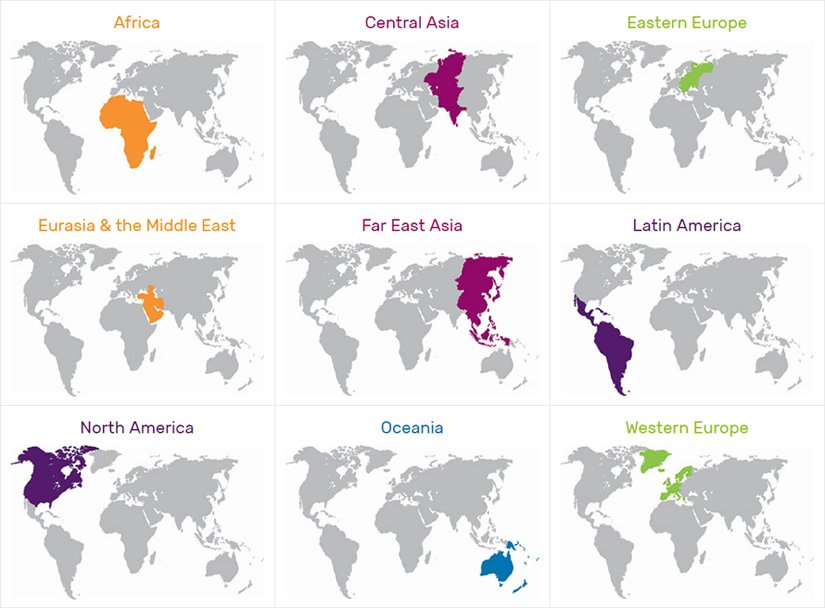 Africa
Central Asia
Eastern Europe
Eurasia & the Middle East
Far East Asia
Latin America
North America
Oceania
Western Europe